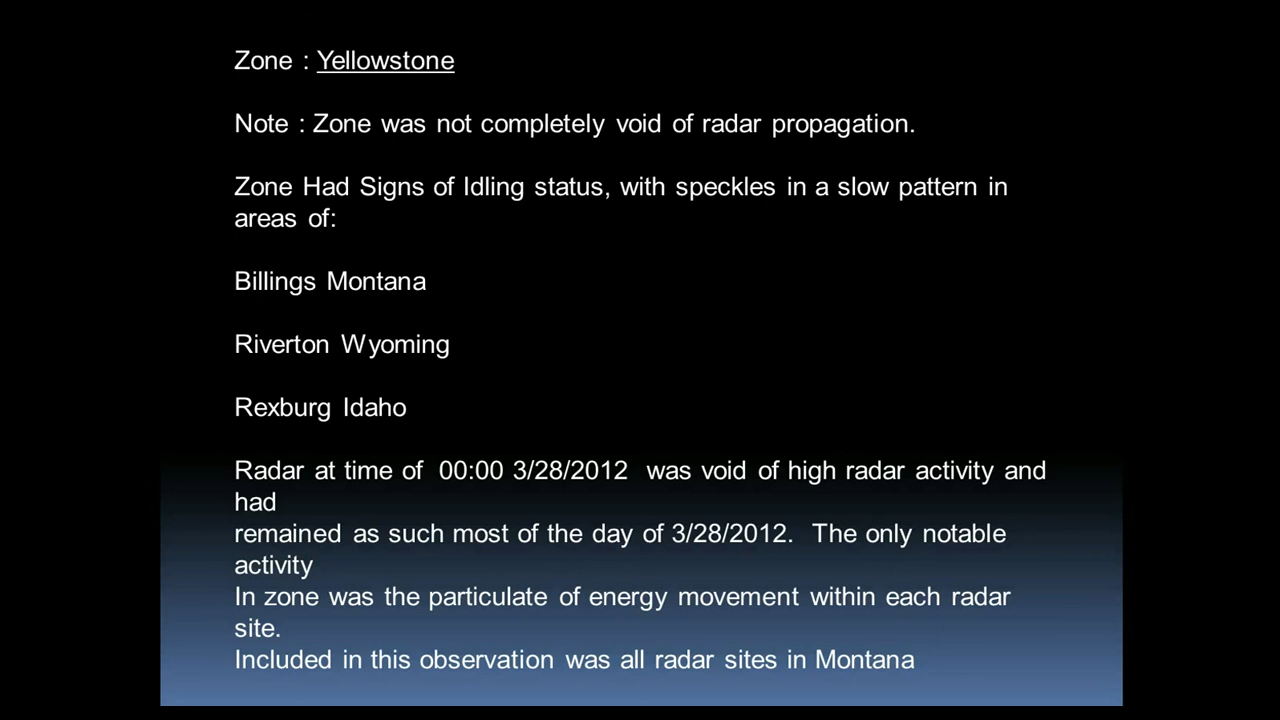 Zone : Yellowstone
Note : Zone was not completely void of radar propagation.
Zone Had Signs of Idling status, with speckles in a slow pattern in
areas of:
Billings Montana
Riverton Wyoming
Rexburg Idaho
Radar at time of 00:00 3/28/2012 was void of high radar activity and
had
remained as such most of the day of 3/28/2012. The only notable
activity
In zone was the particulate of energy movement within each radar
site.
Included in this observation was all radar sites in Montana